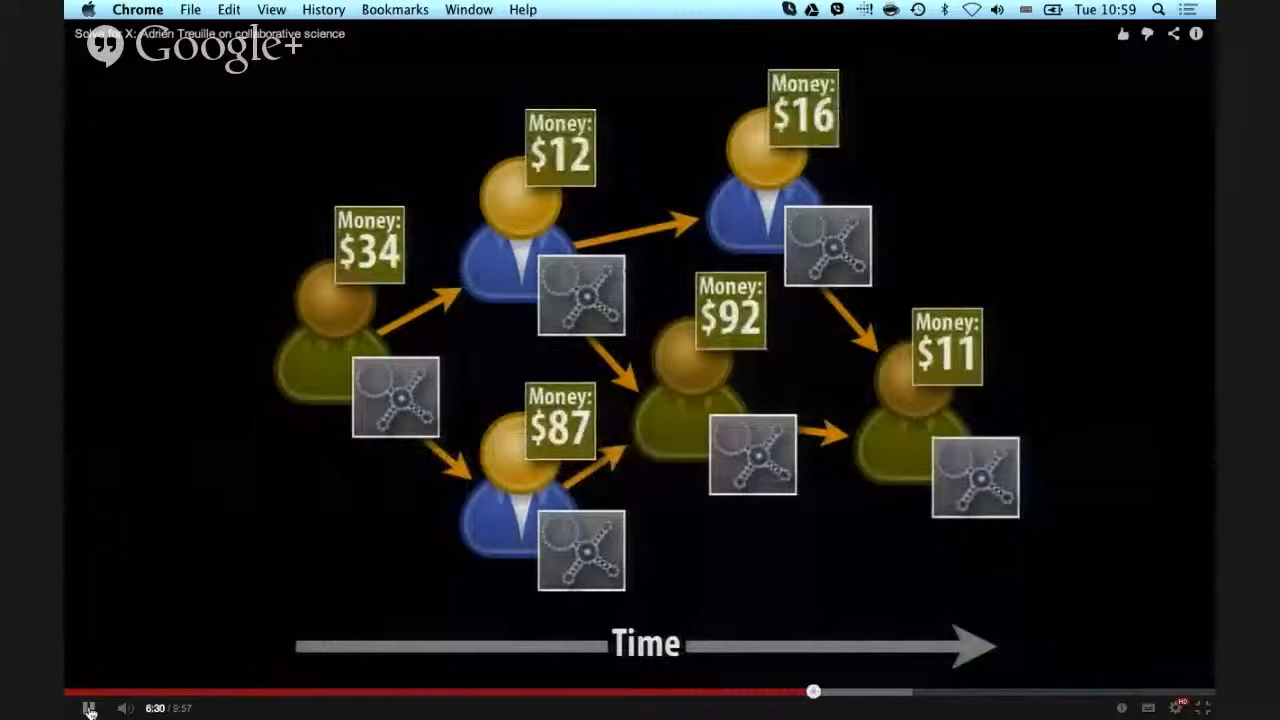 Chrome File Edit View History Bookmarks Window Help Tue 10:59
Solve for X: Adrien Treuille on collaborative science
Google+
Money:
$16
Money:
$12
Money:
$34
Money:
$92
Money:
$11
Money:
$87
Time
6:30 / 9:57
HD